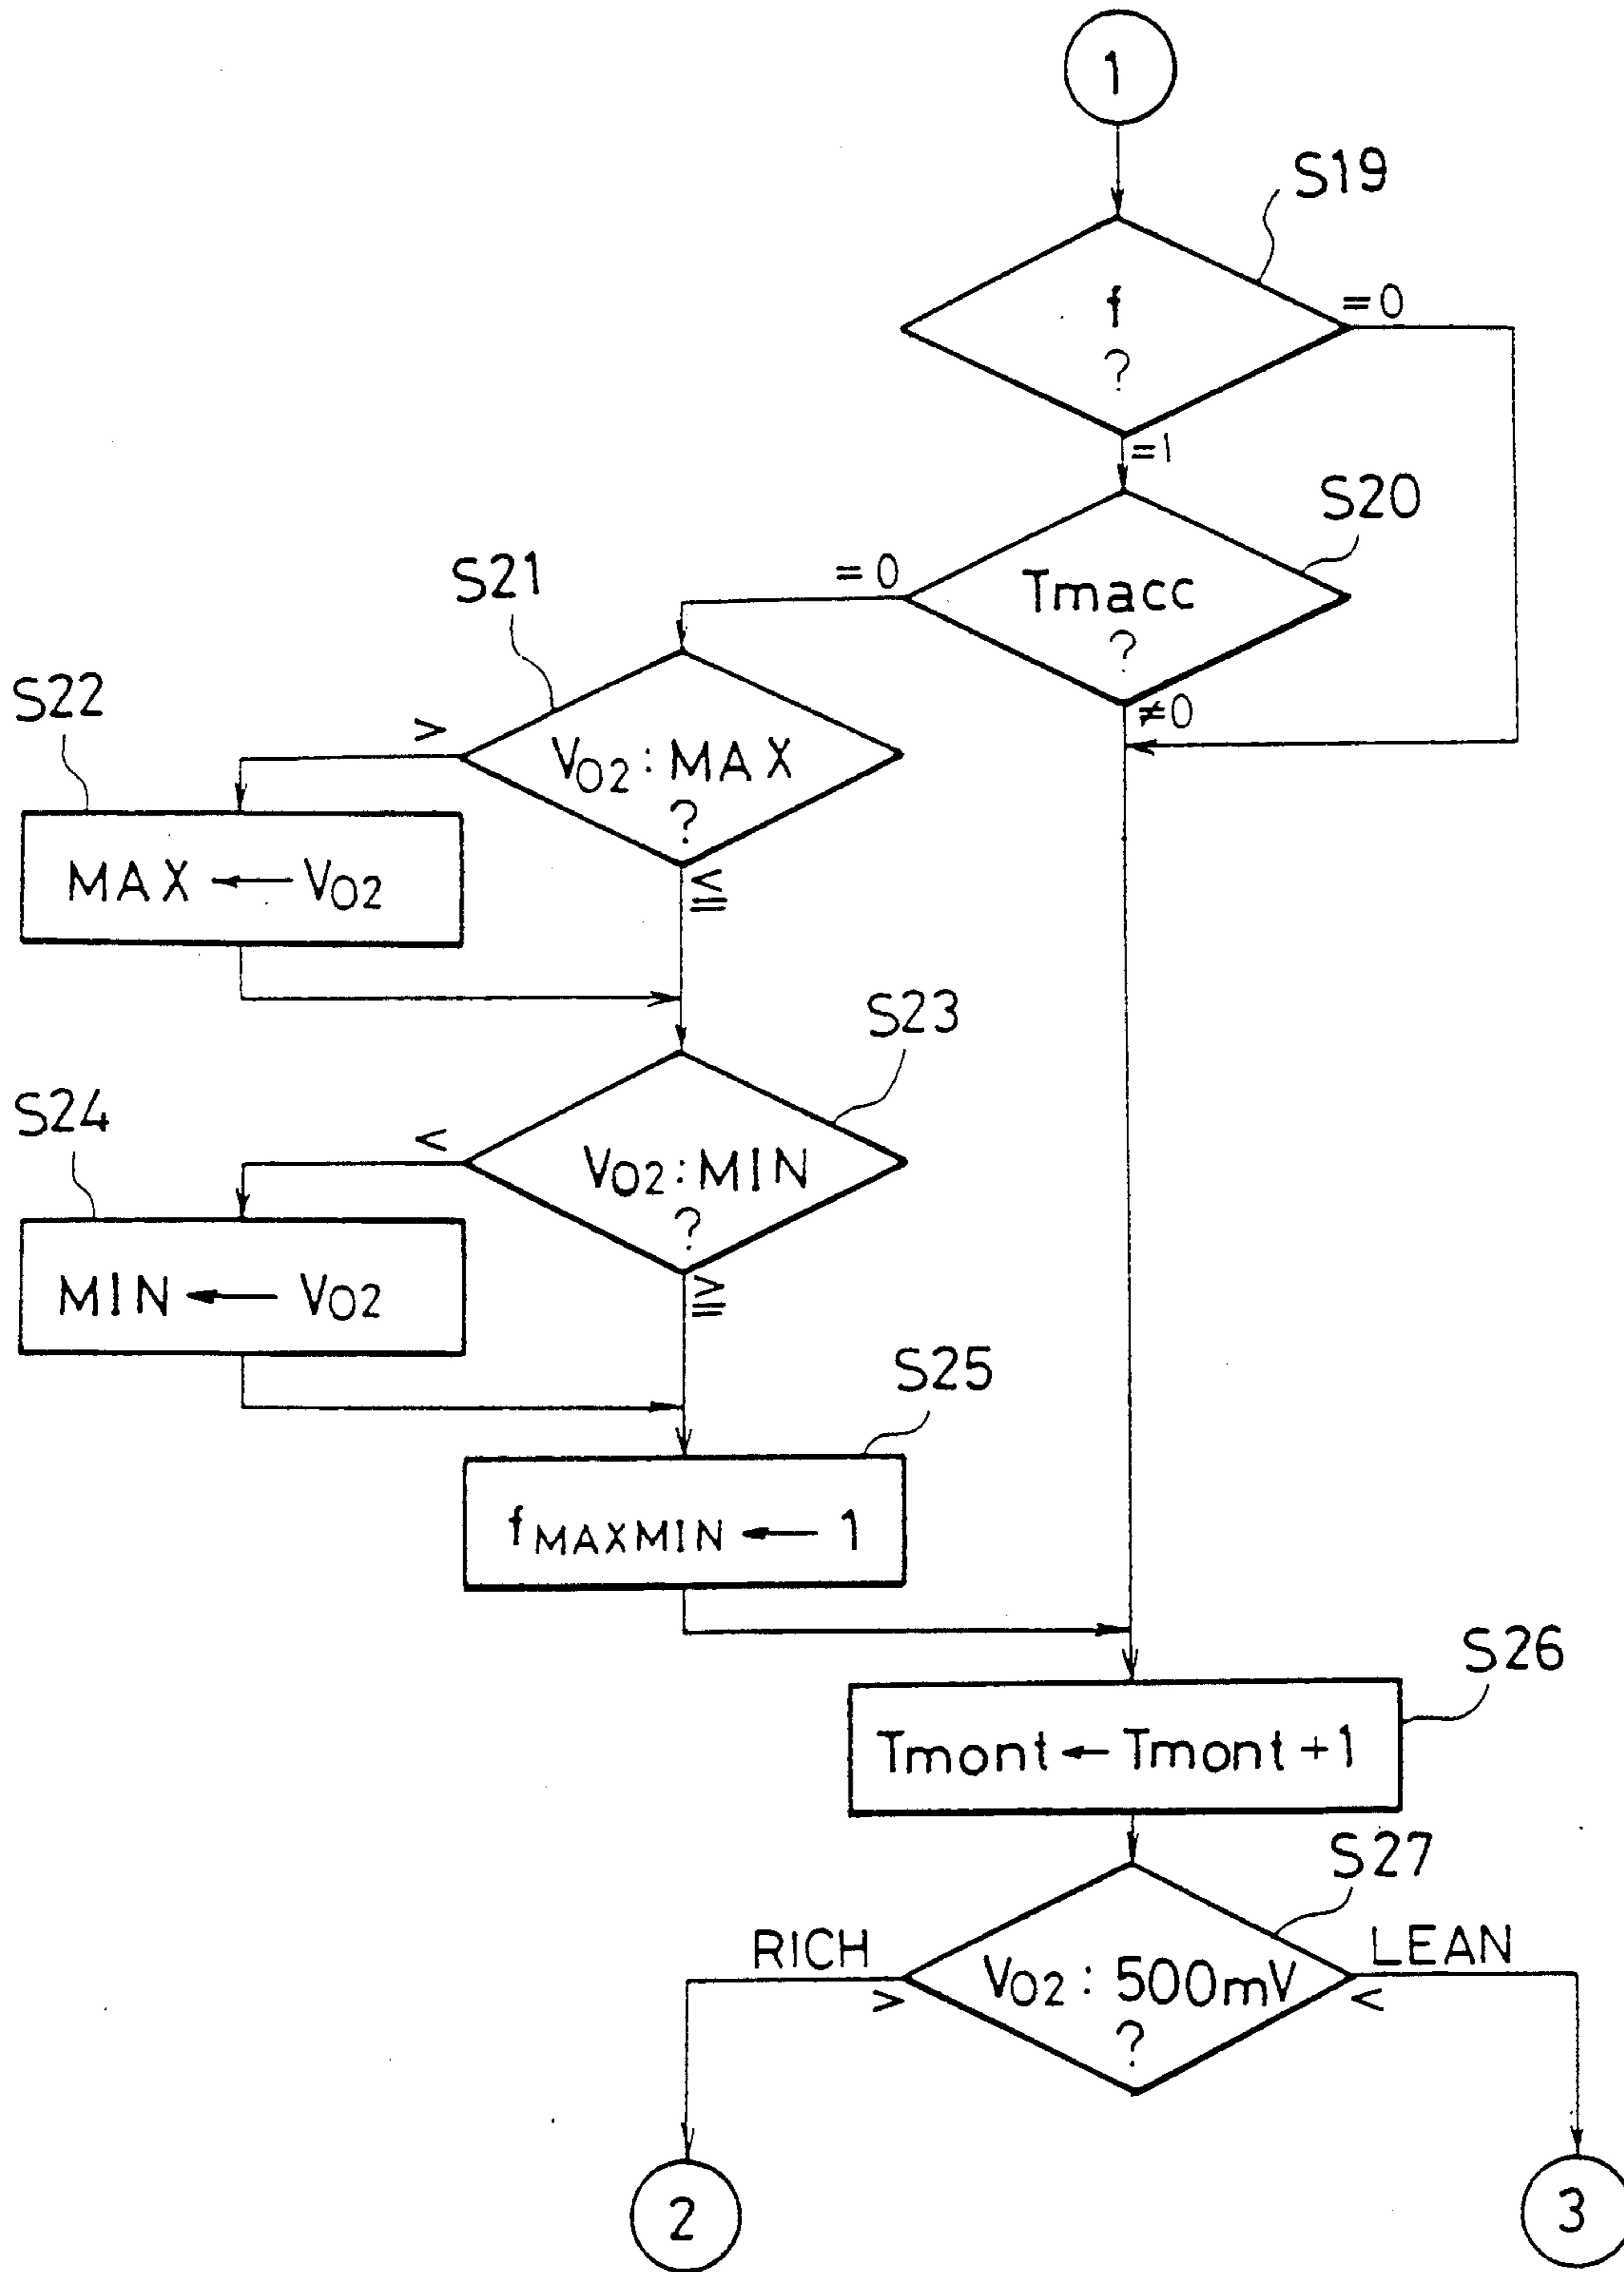 1
S19
f
?
=0
=1
S20
Tmacc
?
=0
≠0
S21
VO2 : MAX
?
>
≦
S22
MAX ← VO2
S23
VO2 : MIN
?
<
≧
S24
MIN ← VO2
S25
fMAXMIN ← 1
S26
Tmont ← Tmont + 1
S27
RICH
LEAN
VO2 : 500mV
?
>
<
2
3